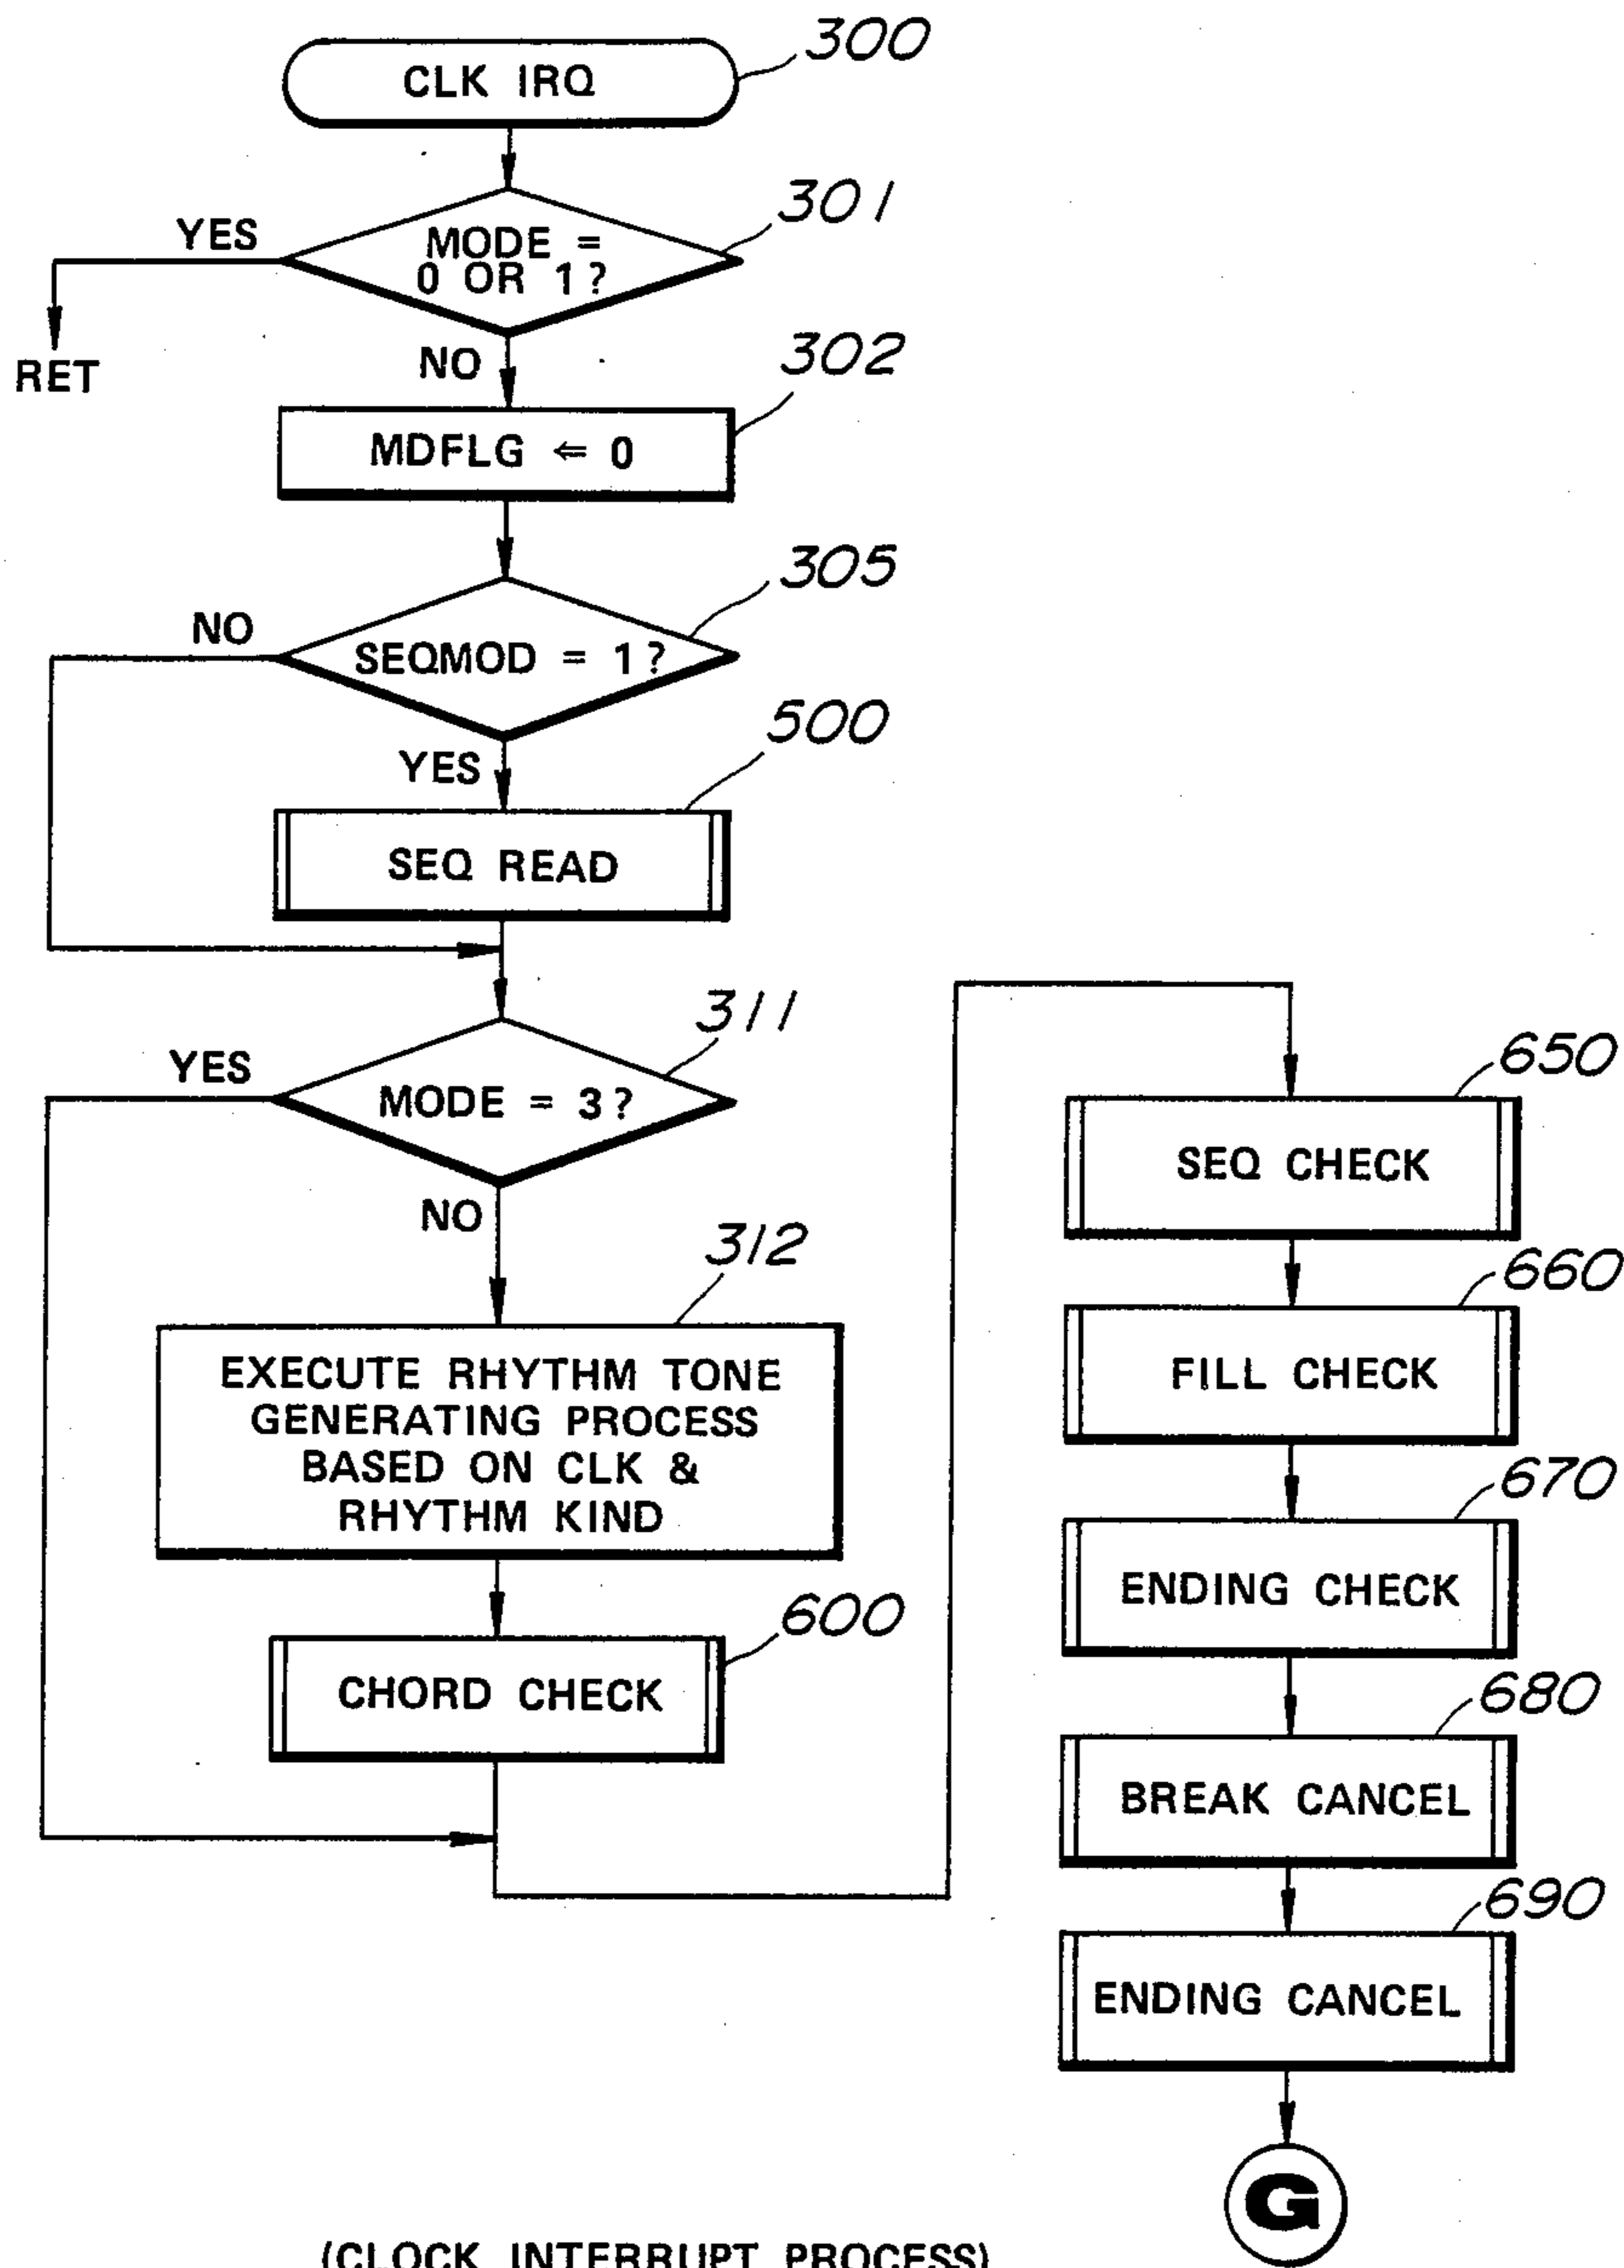 CLK IRQ
300
MODE =
0 OR 1?
301
YES
RET
NO
302
MDFLG ⇐ 0
305
NO
SEQMOD = 1?
500
YES
SEQ READ
311
YES
MODE = 3?
NO
312
EXECUTE RHYTHM TONE
GENERATING PROCESS
BASED ON CLK &
RHYTHM KIND
600
CHORD CHECK
650
SEQ CHECK
660
FILL CHECK
670
ENDING CHECK
680
BREAK CANCEL
690
ENDING CANCEL
G
(CLOCK INTERRUPT PROCESS)